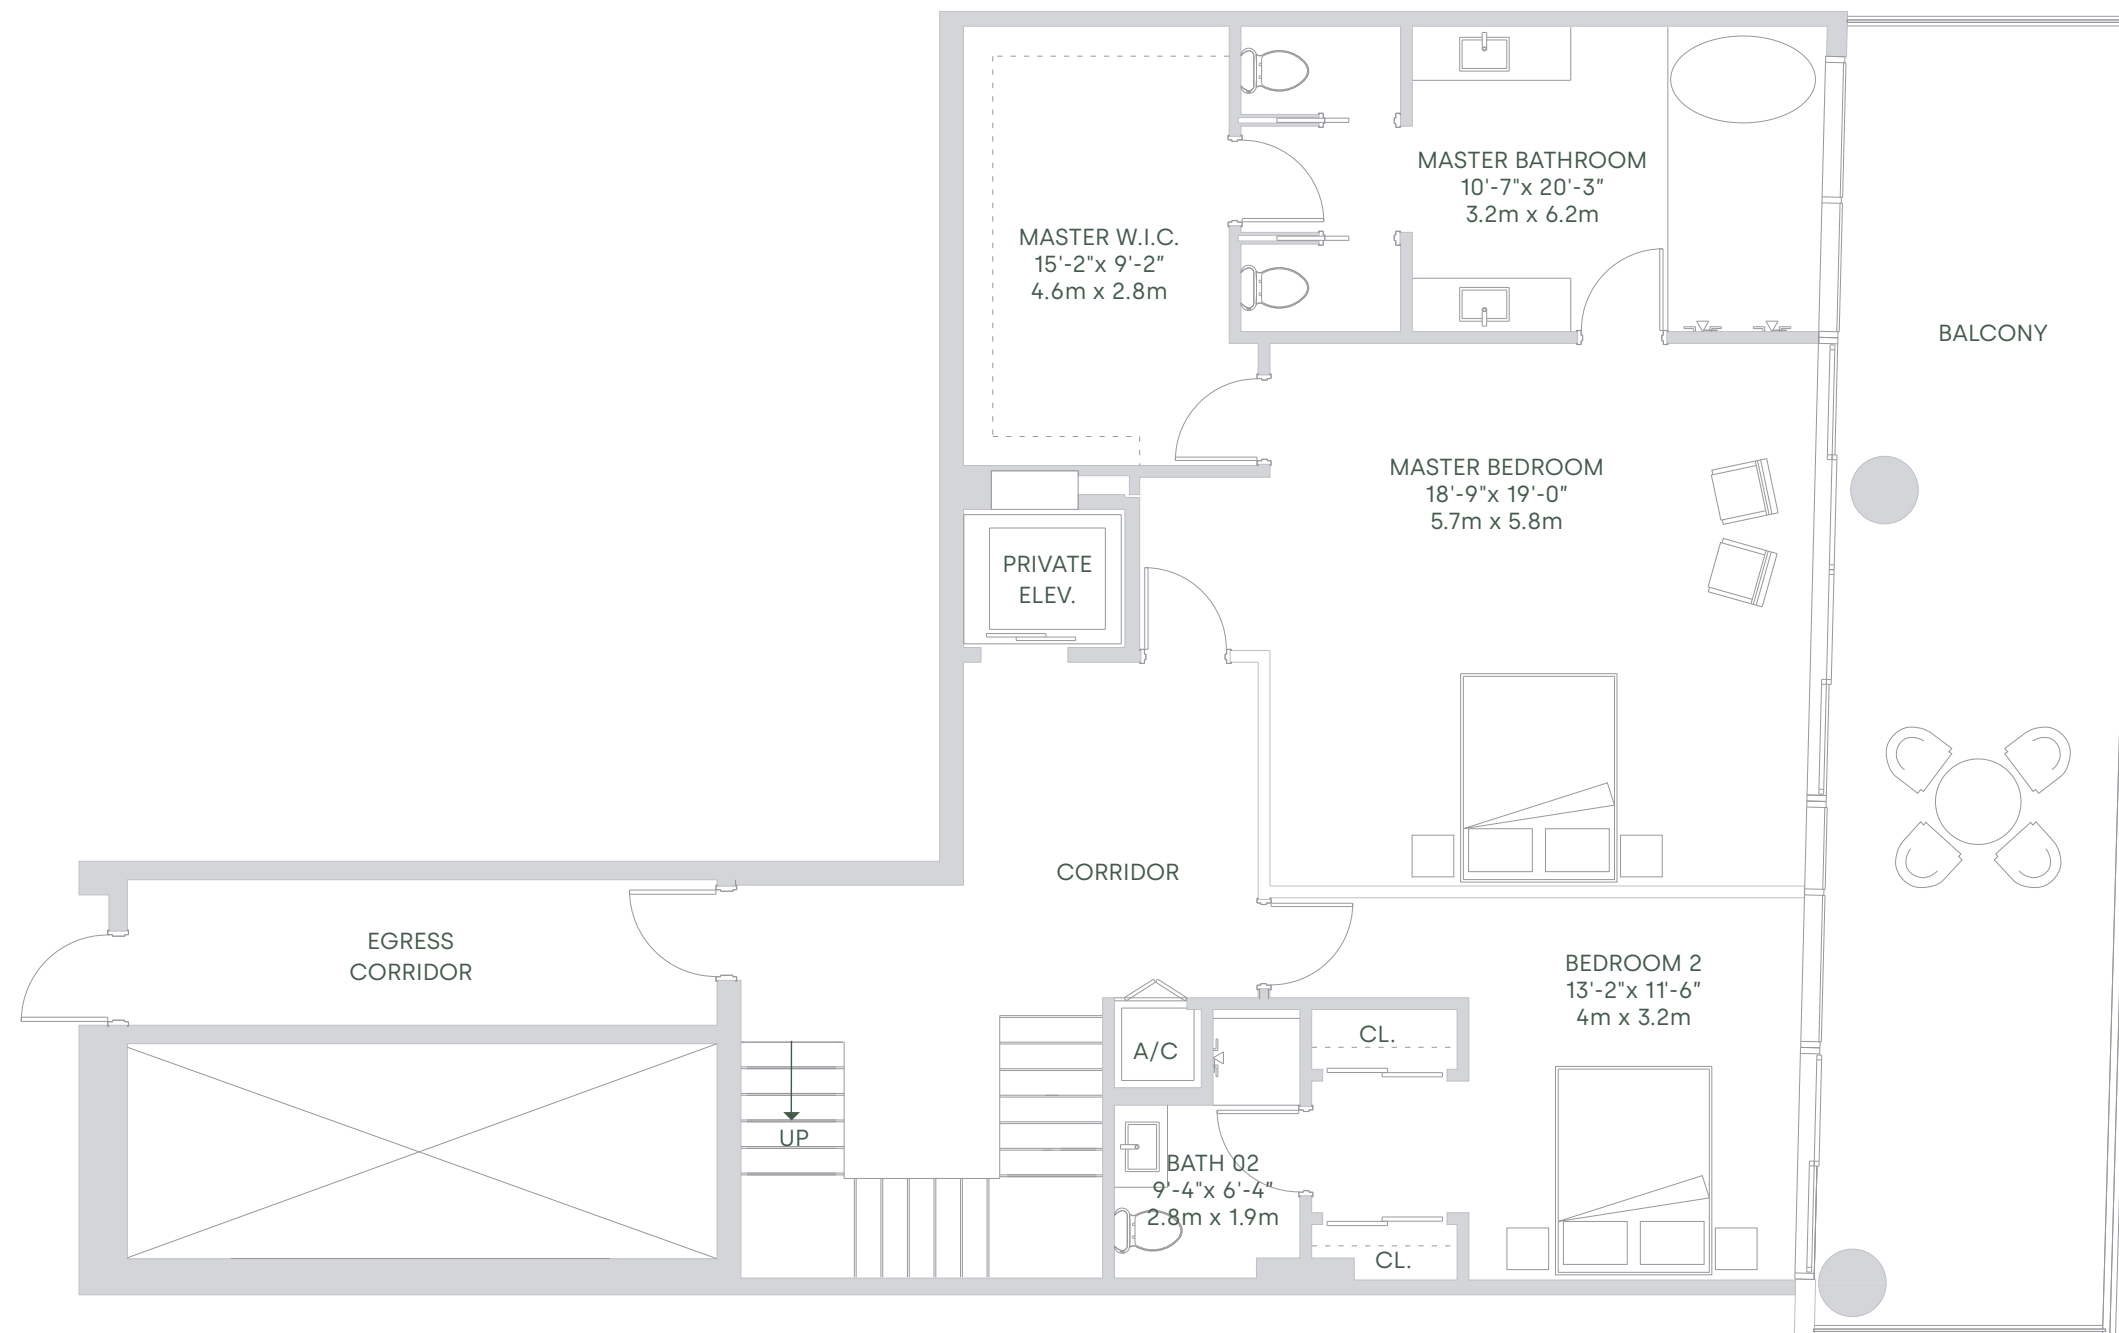 MASTER BATHROOM
10'-7"x 20'-3"
3.2m x 6.2m
MASTER W.I.C.
15'-2"x 9'-2"
4.6m x 2.8m
BALCONY
MASTER BEDROOM
18'-9"x 19'-0"
5.7m x 5.8m
PRIVATE
ELEV.
CORRIDOR
EGRESS
CORRIDOR
BEDROOM 2
13'-2"x 11'-6"
4m x 3.2m
CL.
A/C
UP
BATH 02
9'-4"x 6'-4"
2.8m x 1.9m
CL.